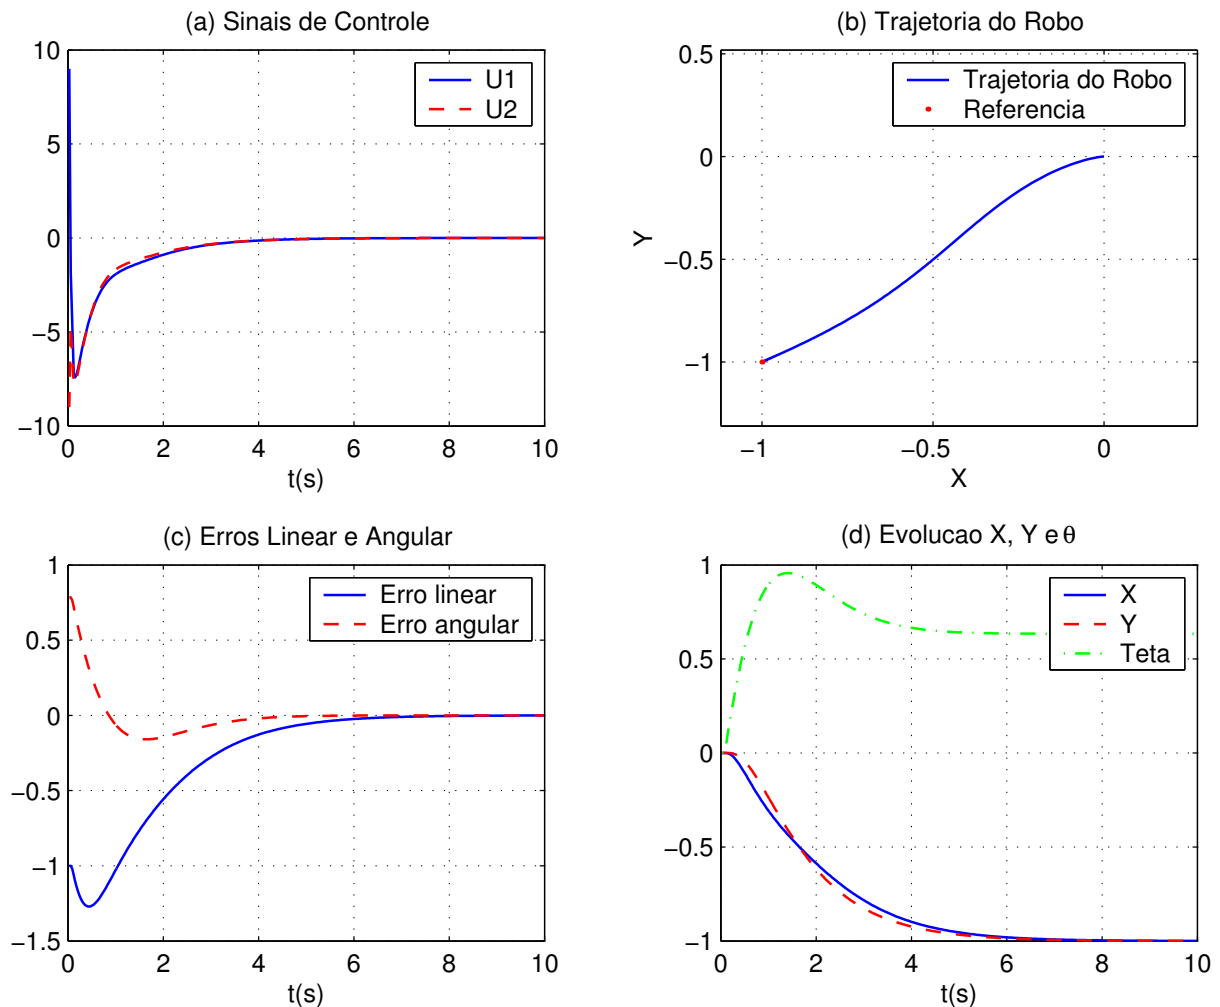 (a) Sinais de Controle
10
5
0
−5
−10
U1
U2
0 2 4 6 8 10
t(s)
(b) Trajetoria do Robo
0.5
0
−0.5
−1
Y
Trajetoria do Robo
Referencia
−1 −0.5 0
X
(c) Erros Linear e Angular
1
0.5
0
−0.5
−1
−1.5
Erro linear
Erro angular
0 2 4 6 8 10
t(s)
(d) Evolucao X, Y e θ
1
0.5
0
−0.5
−1
X
Y
Teta
0 2 4 6 8 10
t(s)